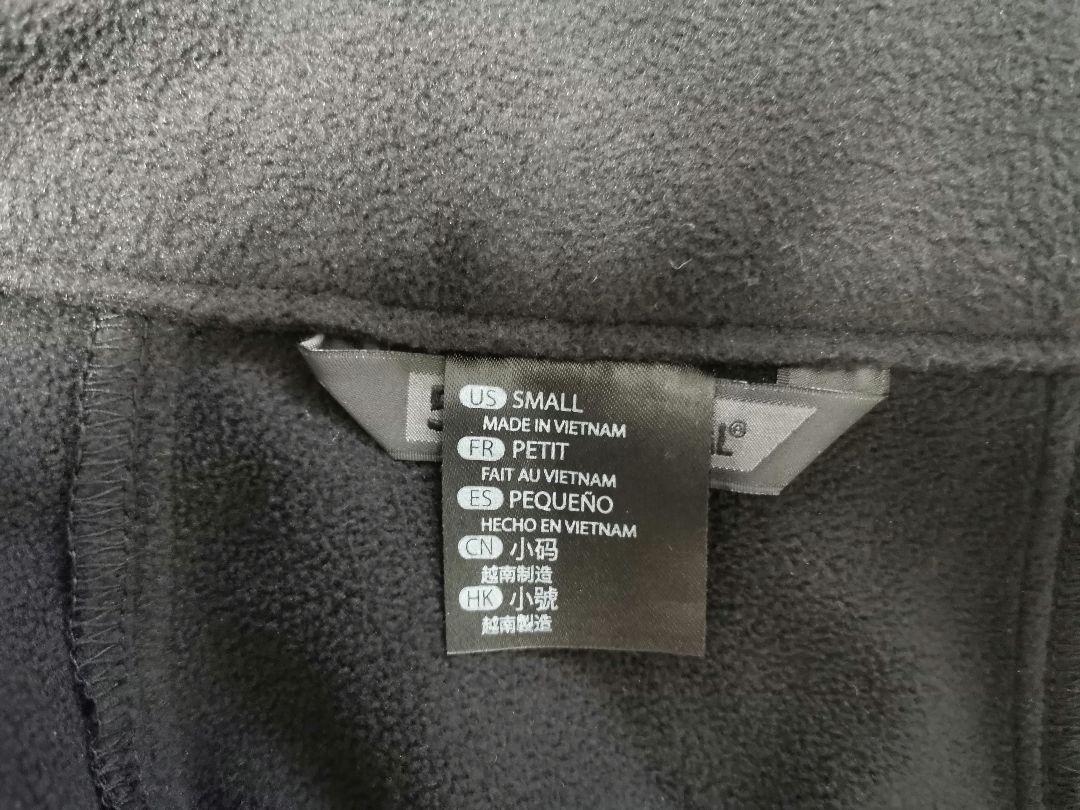 US SMALL
MADE IN VIETNAM
FR PETIT
FAIT AU VIETNAM
ES PEQUEÑO
HECHO EN VIETNAM
CN 小码
越南制造
HK 小號
越南製造